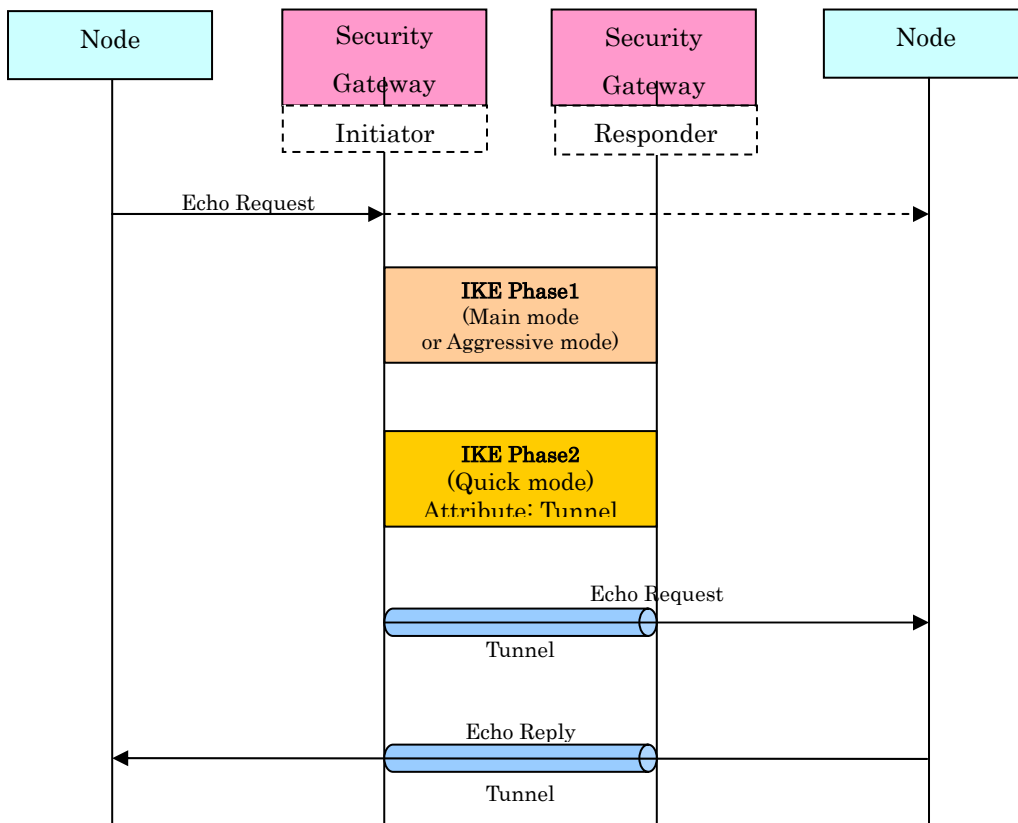 Node
Security
Gateway
Security
Gateway
Node
Initiator
Responder
Echo Request
IKE Phase1
(Main mode
or Aggressive mode)
IKE Phase2
(Quick mode)
Attribute: Tunnel
Echo Request
Tunnel
Echo Reply
Tunnel